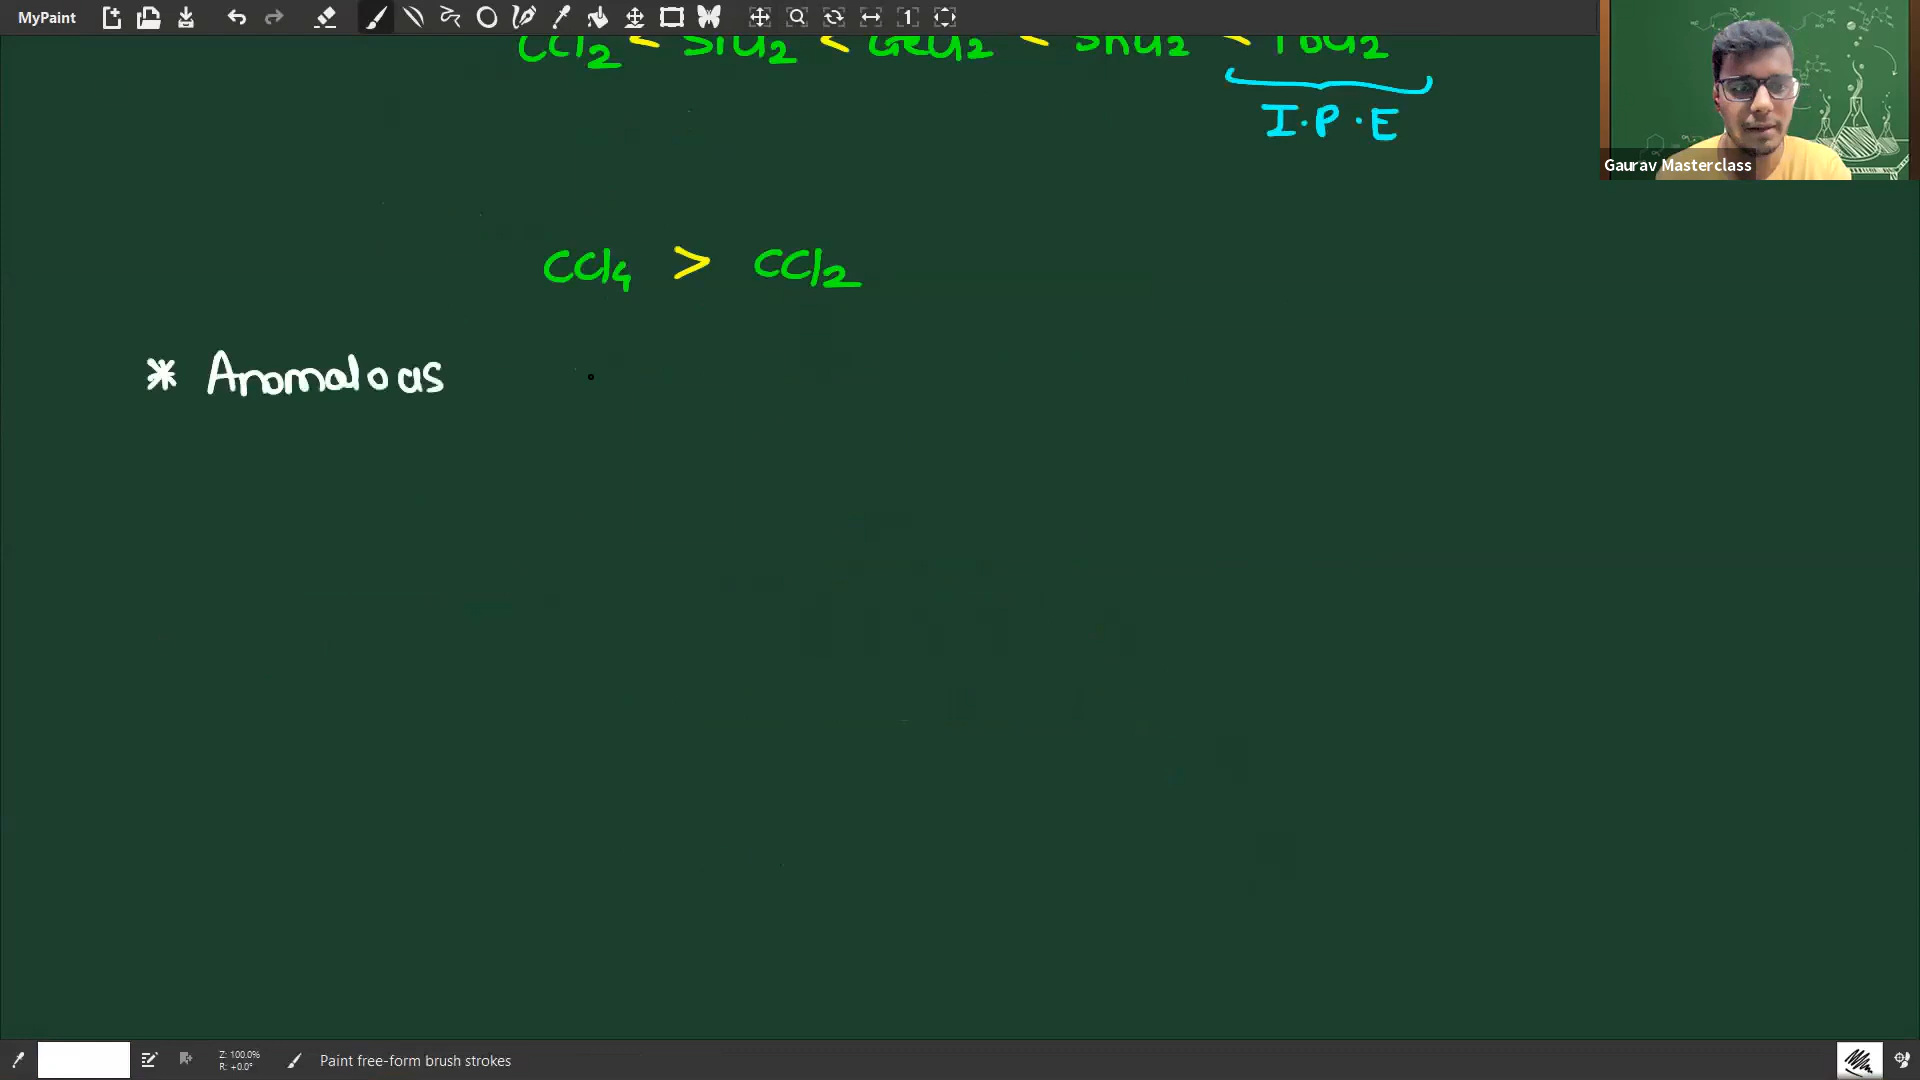 MyPaint
CCl2 < SiCl2 < GeCl2 < SnCl2 < PbCl2
I.P.E
Gaurav Masterclass
CCl4 > CCl2
* Anomalous
Z: 100.0%
R: +0.0°
Paint free-form brush strokes